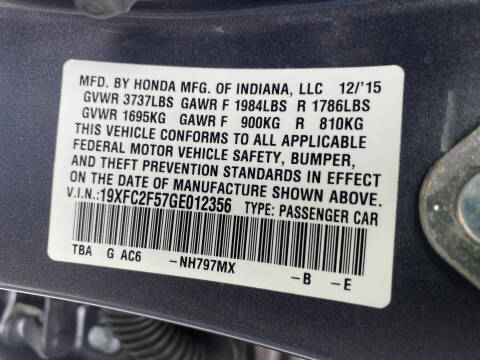 MFD. BY HONDA MFG. OF INDIANA, LLC 12/'15
GVWR 3737LBS GAWR F 1984LBS R 1786LBS
GVWR 1695KG GAWR F 900KG R 810KG
THIS VEHICLE CONFORMS TO ALL APPLICABLE
FEDERAL MOTOR VEHICLE SAFETY, BUMPER,
AND THEFT PREVENTION STANDARDS IN EFFECT
ON THE DATE OF MANUFACTURE SHOWN ABOVE.
V.I.N.:19XFC2F57GE012356 TYPE: PASSENGER CAR
TBA G AC6 -NH797MX -B -E